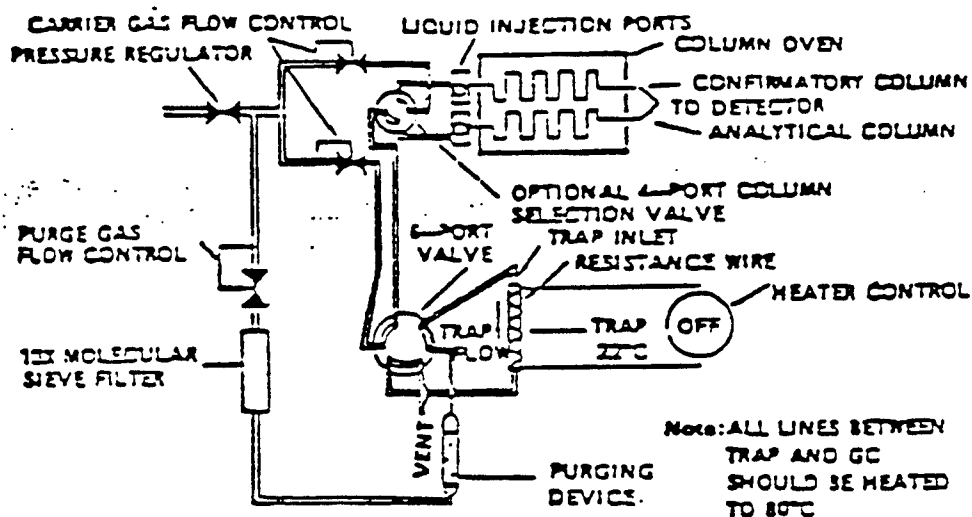 CARRIER GAS FLOW CONTROL
PRESSURE REGULATOR
LIQUID INJECTION PORTS
COLUMN OVEN
CONFIRMATORY COLUMN
TO DETECTOR
ANALYTICAL COLUMN
OPTIONAL 4-PORT COLUMN
SELECTION VALVE
PURGE GAS
FLOW CONTROL
6-PORT
VALVE
TRAP INLET
RESISTANCE WIRE
HEATER CONTROL
TRAP
FLOW
TRAP
22°C
OFF
13X MOLECULAR
SIEVE FILTER
VENT
PURGING
DEVICE.
Note: ALL LINES BETWEEN
TRAP AND GC
SHOULD BE HEATED
TO 80°C